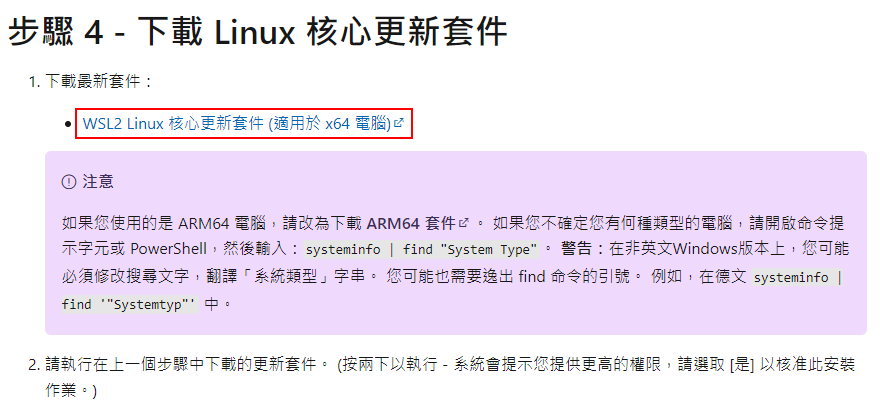 步驟 4 - 下載 Linux 核心更新套件
1. 下載最新套件：
• WSL2 Linux 核心更新套件 (適用於 x64 電腦)
注意
如果您使用的是 ARM64 電腦，請改為下載 ARM64 套件。 如果您不確定您有何種類型的電腦，請開啟命令提
示字元或 PowerShell，然後輸入：systeminfo | find "System Type"。 警告：在非英文Windows版本上，您可能
必須修改搜尋文字，翻譯「系統類型」字串。 您可能也需要逸出 find 命令的引號。 例如，在德文 systeminfo |
find '"Systemtyp"' 中。
2. 請執行在上一個步驟中下載的更新套件。 (按兩下以執行 - 系統會提示您提供更高的權限，請選取 [是] 以核准此安裝
作業。)